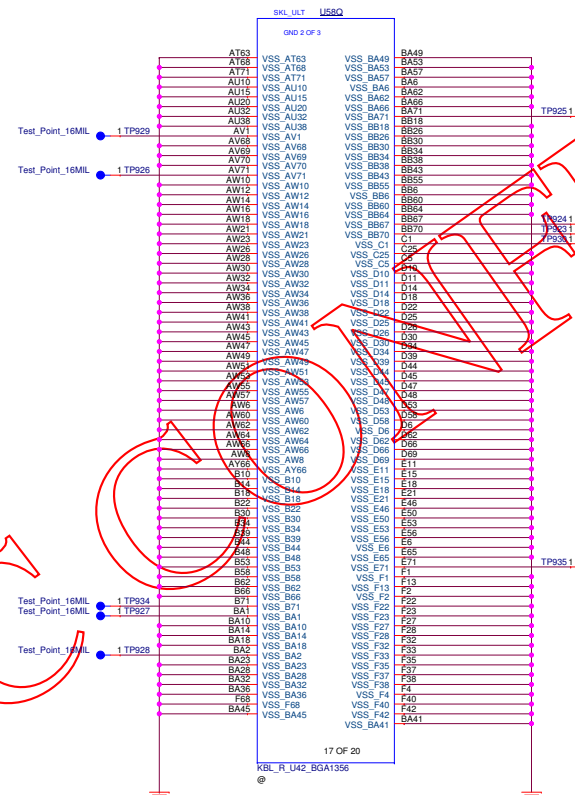 SKL_ULT U58Q
GND 2 OF 3
AT63 VSS_AT63 VSS_BA49 BA49
AT68 VSS_AT68 VSS_BA53 BA53
AT71 VSS_AT71 VSS_BA57 BA57
AU10 VSS_AU10 VSS_BA6 BA6
AU15 VSS_AU15 VSS_BA62 BA62
AU20 VSS_AU20 VSS_BA66 BA66
AU32 VSS_AU32 VSS_BA71 BA71 TP925 1
AU38 VSS_AU38 VSS_BB18 BB18
Test_Point_16MIL 1 TP929 AV1 VSS_AV1 VSS_BB26 BB26
AV68 VSS_AV68 VSS_BB30 BB30
AV69 VSS_AV69 VSS_BB34 BB34
AV70 VSS_AV70 VSS_BB38 BB38
Test_Point_16MIL 1 TP926 AV71 VSS_AV71 VSS_BB43 BB43
AW10 VSS_AW10 VSS_BB55 BB55
AW12 VSS_AW12 VSS_BB6 BB6
AW14 VSS_AW14 VSS_BB60 BB60
AW16 VSS_AW16 VSS_BB64 BB64
AW18 VSS_AW18 VSS_BB67 BB67 TP924 1
AW21 VSS_AW21 VSS_BB70 BB70 TP923 1
AW23 VSS_AW23 VSS_C1 C1 TP930 1
AW26 VSS_AW26 VSS_C25 C25
AW28 VSS_AW28 VSS_C5 C5
AW30 VSS_AW30 VSS_D10 D10
AW32 VSS_AW32 VSS_D11 D11
AW34 VSS_AW34 VSS_D14 D14
AW36 VSS_AW36 VSS_D18 D18
AW38 VSS_AW38 VSS_D22 D22
AW41 VSS_AW41 VSS_D25 D25
AW43 VSS_AW43 VSS_D26 D26
AW45 VSS_AW45 VSS_D30 D30
AW47 VSS_AW47 VSS_D34 D34
AW49 VSS_AW49 VSS_D39 D39
AW51 VSS_AW51 VSS_D44 D44
AW53 VSS_AW53 VSS_D45 D45
AW55 VSS_AW55 VSS_D47 D47
AW57 VSS_AW57 VSS_D48 D48
AW6 VSS_AW6 VSS_D53 D53
AW60 VSS_AW60 VSS_D58 D58
AW62 VSS_AW62 VSS_D6 D6
AW64 VSS_AW64 VSS_D62 D62
AW66 VSS_AW66 VSS_D66 D66
AW8 VSS_AW8 VSS_D69 D69
AY66 VSS_AY66 VSS_E11 E11
B10 VSS_B10 VSS_E15 E15
B14 VSS_B14 VSS_E18 E18
B18 VSS_B18 VSS_E21 E21
B22 VSS_B22 VSS_E46 E46
B30 VSS_B30 VSS_E50 E50
B34 VSS_B34 VSS_E53 E53
B39 VSS_B39 VSS_E56 E56
B44 VSS_B44 VSS_E6 E6
B48 VSS_B48 VSS_E65 E65
B53 VSS_B53 VSS_E71 E71 TP935 1
B58 VSS_B58 VSS_F1 F1
B62 VSS_B62 VSS_F13 F13
B66 VSS_B66 VSS_F2 F2
Test_Point_16MIL 1 TP934 B71 VSS_B71 VSS_F22 F22
Test_Point_16MIL 1 TP927 BA1 VSS_BA1 VSS_F23 F23
BA10 VSS_BA10 VSS_F27 F27
BA14 VSS_BA14 VSS_F28 F28
BA18 VSS_BA18 VSS_F32 F32
Test_Point_16MIL 1 TP928 BA2 VSS_BA2 VSS_F33 F33
BA23 VSS_BA23 VSS_F35 F35
BA28 VSS_BA28 VSS_F37 F37
BA32 VSS_BA32 VSS_F38 F38
BA36 VSS_BA36 VSS_F4 F4
F68 VSS_F68 VSS_F40 F40
BA45 VSS_BA45 VSS_F42 F42
VSS_BA41 BA41
17 OF 20
KBL_R_U42_BGA1356
@